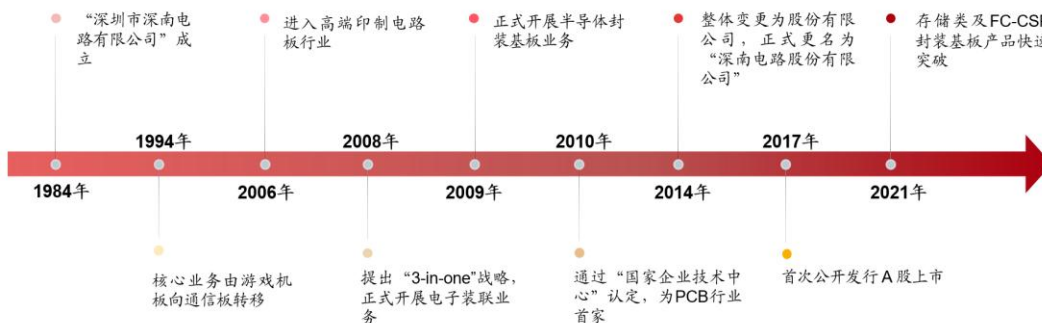 “深圳市深南电
路有限公司”成
立
进入高端印制电路
板行业
正式开展半导体封
装基板业务
整体变更为股份有限
公司，正式更名为
“深南电路股份有限
公司”
存储类及FC-CSP
封装基板产品快速
突破
1994年
2008年
2010年
2017年
1984年
2006年
2009年
2014年
2021年
核心业务由游戏机
板向通信板转移
提出“3-in-one”战略，
正式开展电子装联业
务
通过“国家企业技术中
心”认定，为PCB行业
首家
首次公开发行 A 股上市